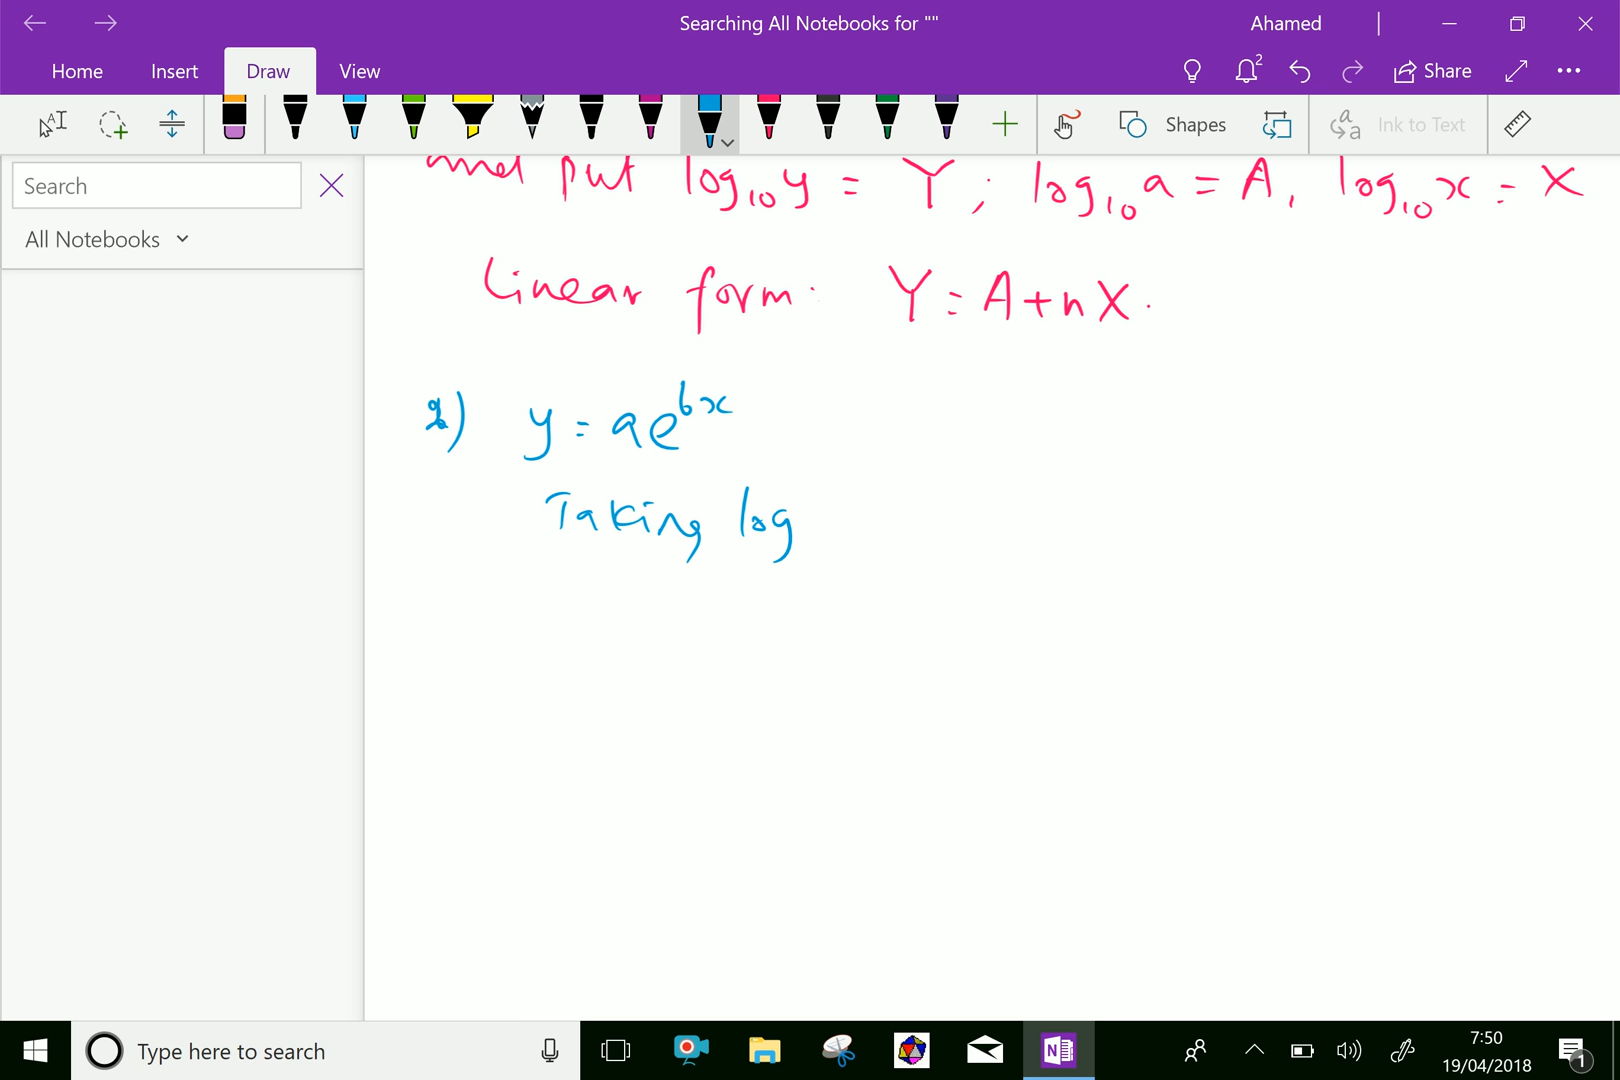 Searching All Notebooks for ""
Ahamed
Home Insert Draw View
2
Share
Shapes
Ink to Text
Search
All Notebooks
and put log₁₀y = Y ; log₁₀a = A, log₁₀x = X
Linear form: Y = A + nX.
2) y = ae^{bx}
Taking log
Type here to search
7:50
19/04/2018
1